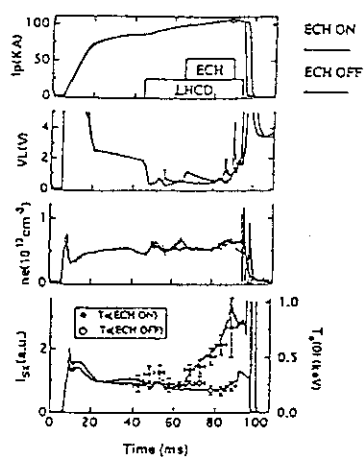 100
50
0
Ip(KA)
ECH
LHCD
ECH ON
ECH OFF
4
2
0
VL(V)
1
0
ne(10¹³cm⁻³)
Te(ECH ON)
Te(ECH OFF)
2
0
1.0
0.5
0.0
Te(0)(keV)
0 20 40 60 80 100
Time (ms)